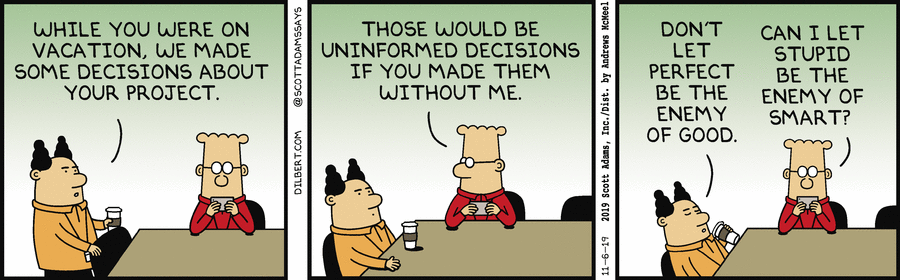 WHILE YOU WERE ON
VACATION, WE MADE
SOME DECISIONS ABOUT
YOUR PROJECT.
DILBERT.COM @SCOTTADAMSSAYS
THOSE WOULD BE
UNINFORMED DECISIONS
IF YOU MADE THEM
WITHOUT ME.
11-6-19 2019 Scott Adams, Inc./Dist. by Andrews McMeel
DON'T
LET
PERFECT
BE THE
ENEMY
OF GOOD.
CAN I LET
STUPID
BE THE
ENEMY OF
SMART?